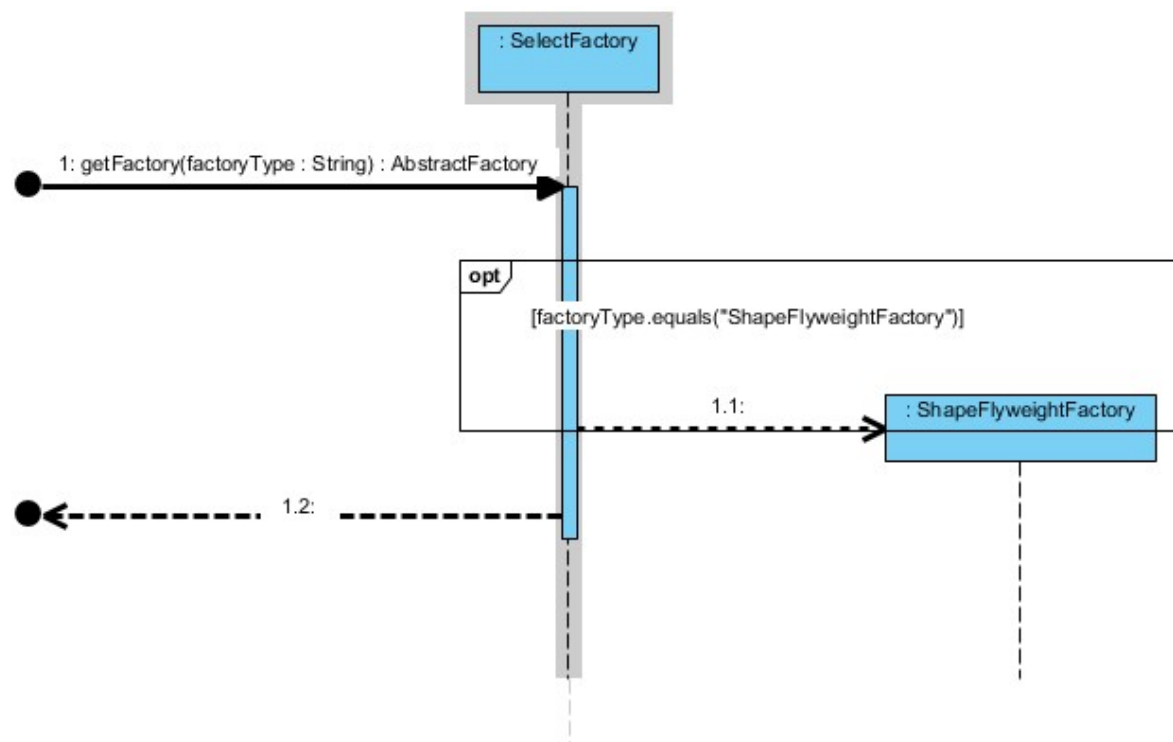 : SelectFactory
1: getFactory(factoryType : String) : AbstractFactory
opt
[factoryType.equals("ShapeFlyweightFactory")]
1.1:
: ShapeFlyweightFactory
1.2: